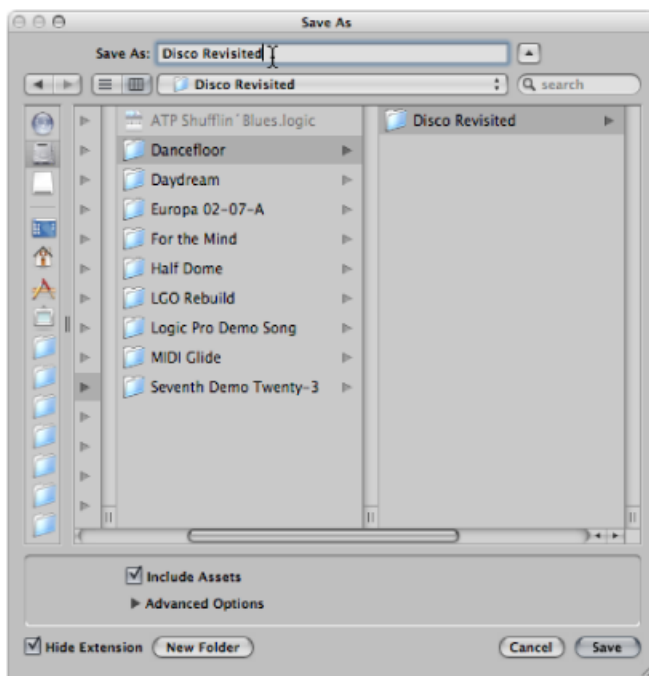 Save As
Save As: Disco Revisited
Disco Revisited
search
ATP Shufflin´Blues.logic
Disco Revisited
Dancefloor
Daydream
Europa 02-07-A
For the Mind
Half Dome
LGO Rebuild
Logic Pro Demo Song
MIDI Glide
Seventh Demo Twenty-3
Include Assets
Advanced Options
Hide Extension
New Folder
Cancel
Save